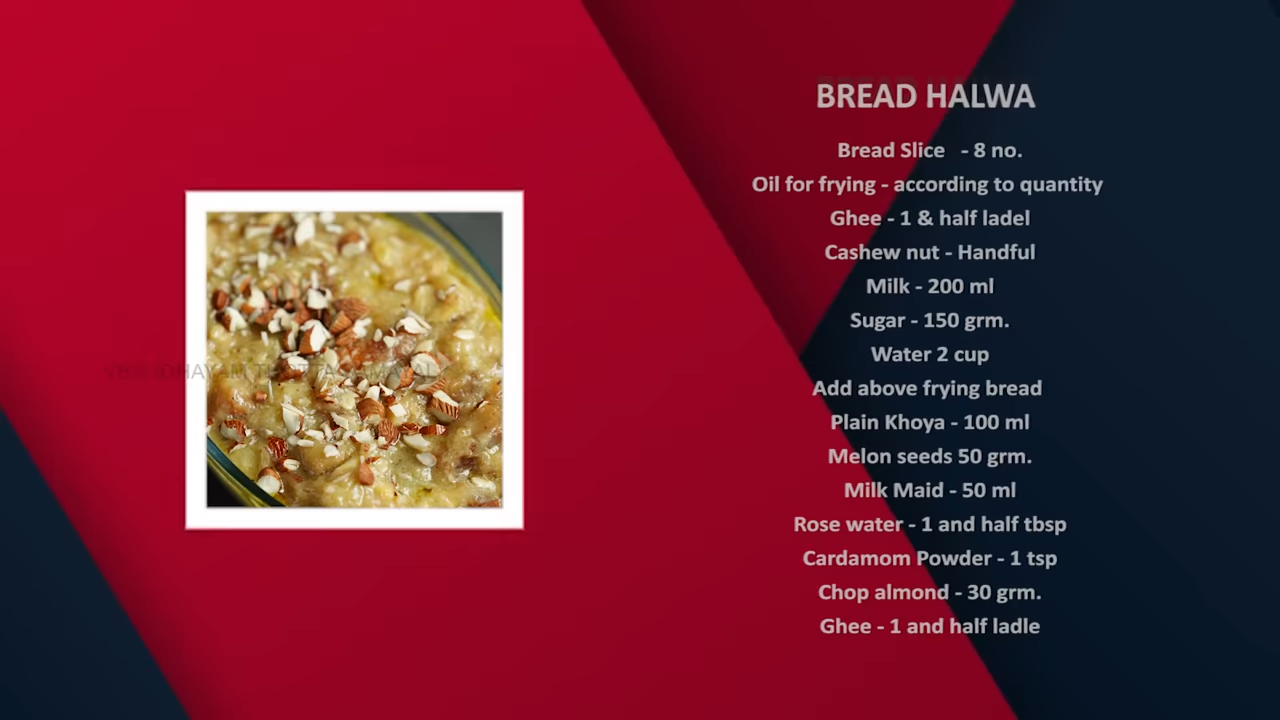 BREAD HALWA
Bread Slice - 8 no.
Oil for frying - according to quantity
Ghee - 1 & half ladel
Cashew nut - Handful
Milk - 200 ml
Sugar - 150 grm.
Water 2 cup
Add above frying bread
Plain Khoya - 100 ml
Melon seeds 50 grm.
Milk Maid - 50 ml
Rose water - 1 and half tbsp
Cardamom Powder - 1 tsp
Chop almond - 30 grm.
Ghee - 1 and half ladle